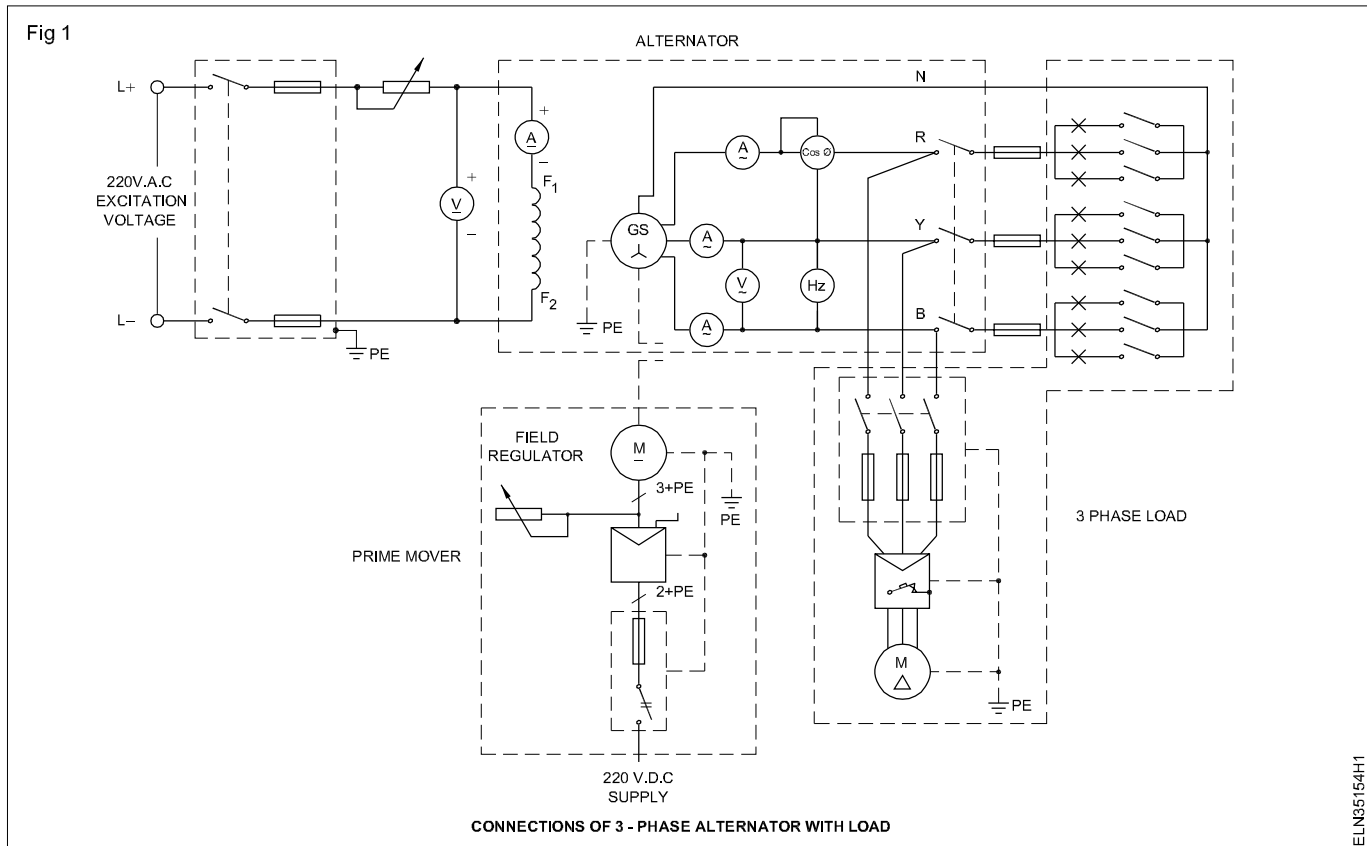 Fig 1
ALTERNATOR
L+
N
+
A
−
R
A
~
Cos Ø
220V.A.C
EXCITATION
VOLTAGE
+
V
−
F1
GS
A
~
Y
V
~
Hz
F2
L−
PE
PE
A
~
B
FIELD
REGULATOR
M
−
3+PE
PE
PRIME MOVER
2+PE
3 PHASE LOAD
M
△
PE
220 V.D.C
SUPPLY
CONNECTIONS OF 3 - PHASE ALTERNATOR WITH LOAD
ELN35154H1